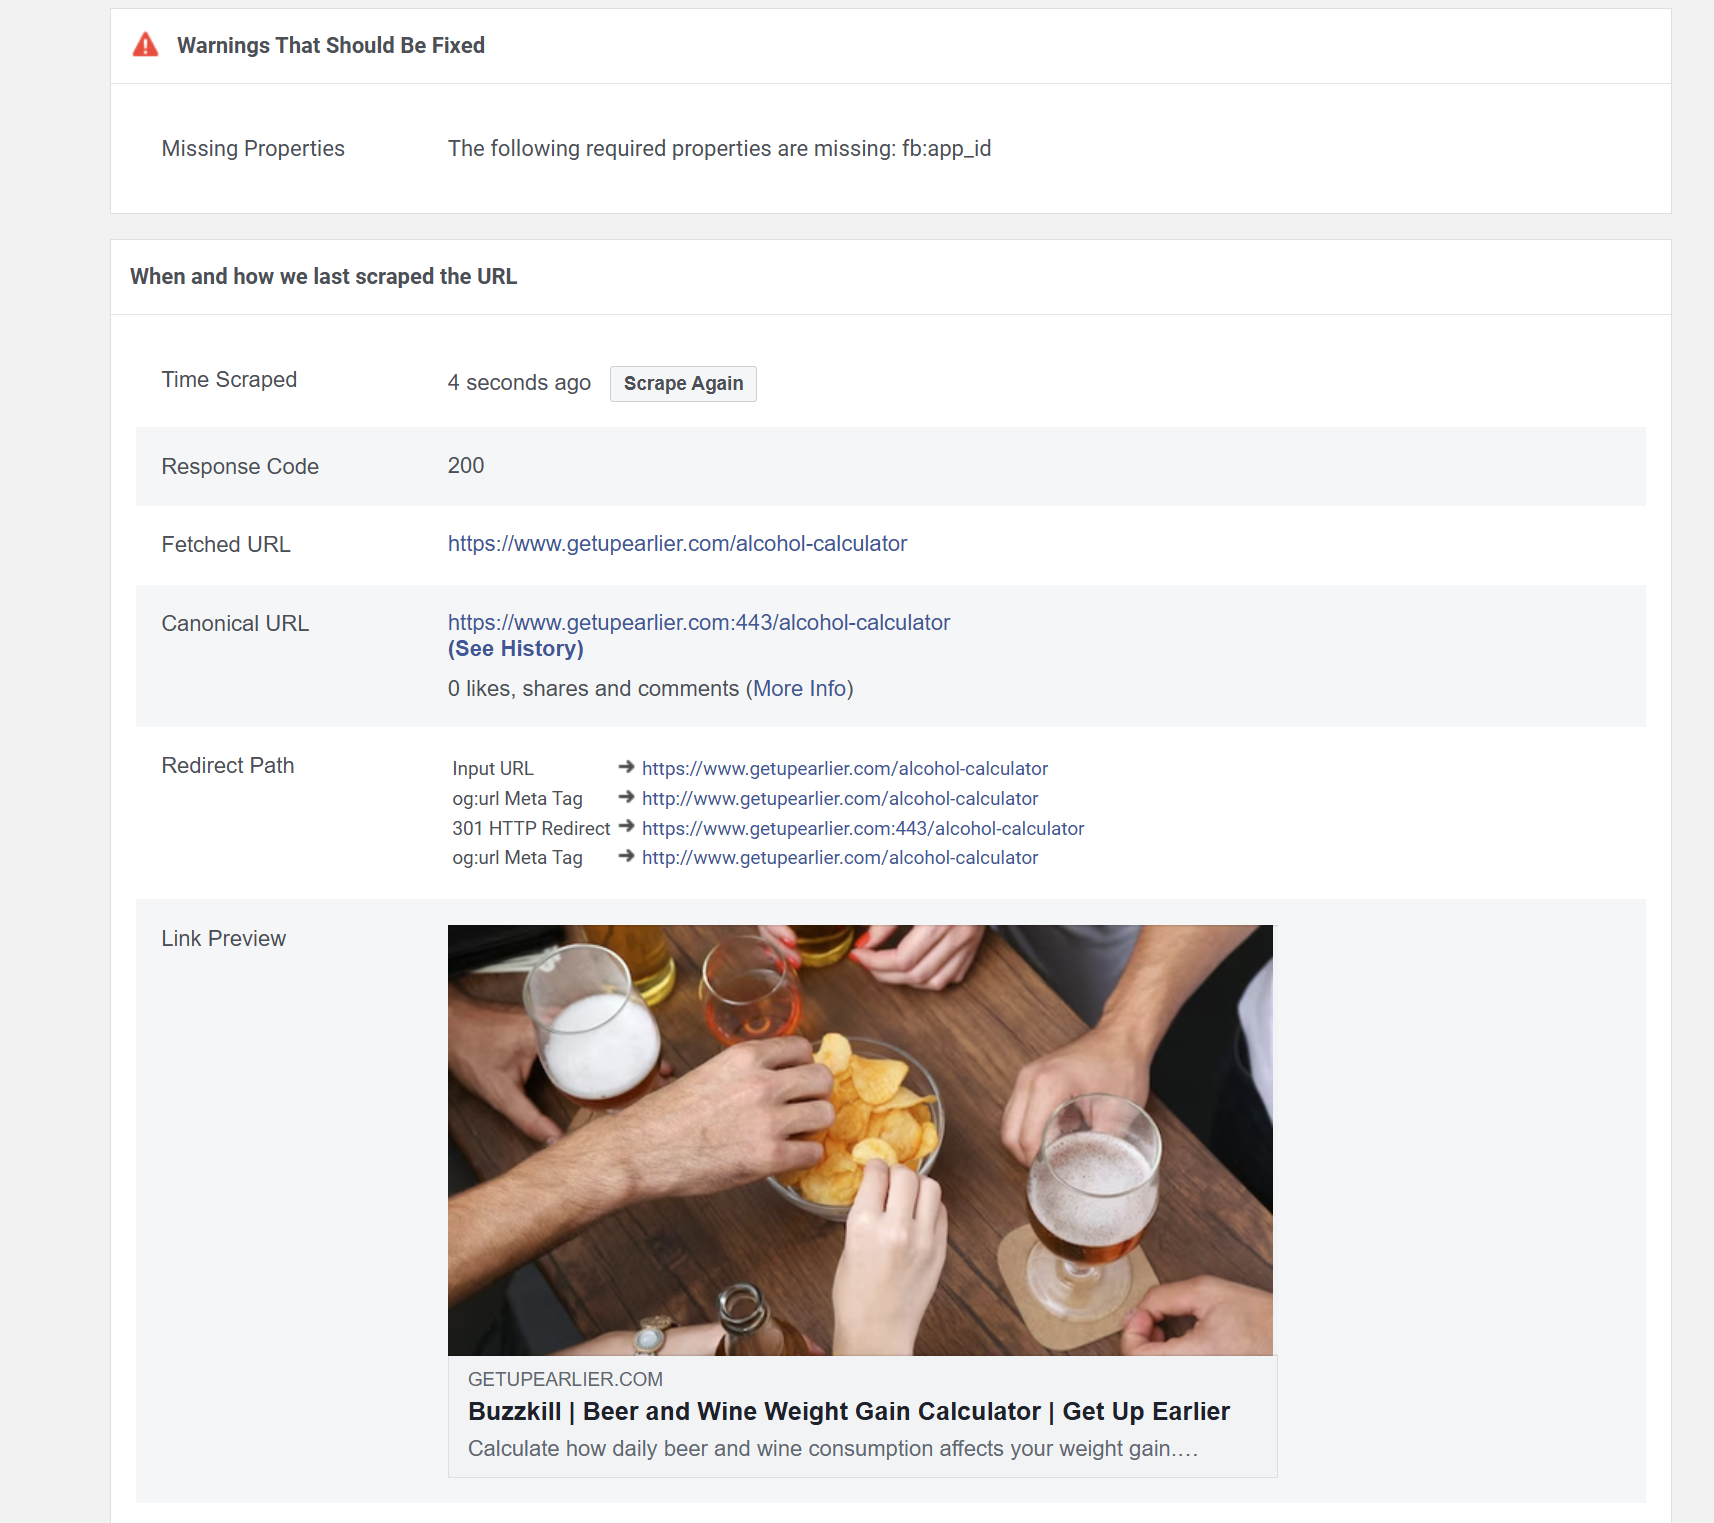 Warnings That Should Be Fixed
Missing Properties The following required properties are missing: fb:app_id
When and how we last scraped the URL
Time Scraped 4 seconds ago Scrape Again
Response Code 200
Fetched URL https://www.getupearlier.com/alcohol-calculator
Canonical URL https://www.getupearlier.com:443/alcohol-calculator
(See History)
0 likes, shares and comments (More Info)
Redirect Path
Input URL ➔ https://www.getupearlier.com/alcohol-calculator
og:url Meta Tag ➔ http://www.getupearlier.com/alcohol-calculator
301 HTTP Redirect ➔ https://www.getupearlier.com:443/alcohol-calculator
og:url Meta Tag ➔ http://www.getupearlier.com/alcohol-calculator
Link Preview
GETUPEARLIER.COM
Buzzkill | Beer and Wine Weight Gain Calculator | Get Up Earlier
Calculate how daily beer and wine consumption affects your weight gain.…